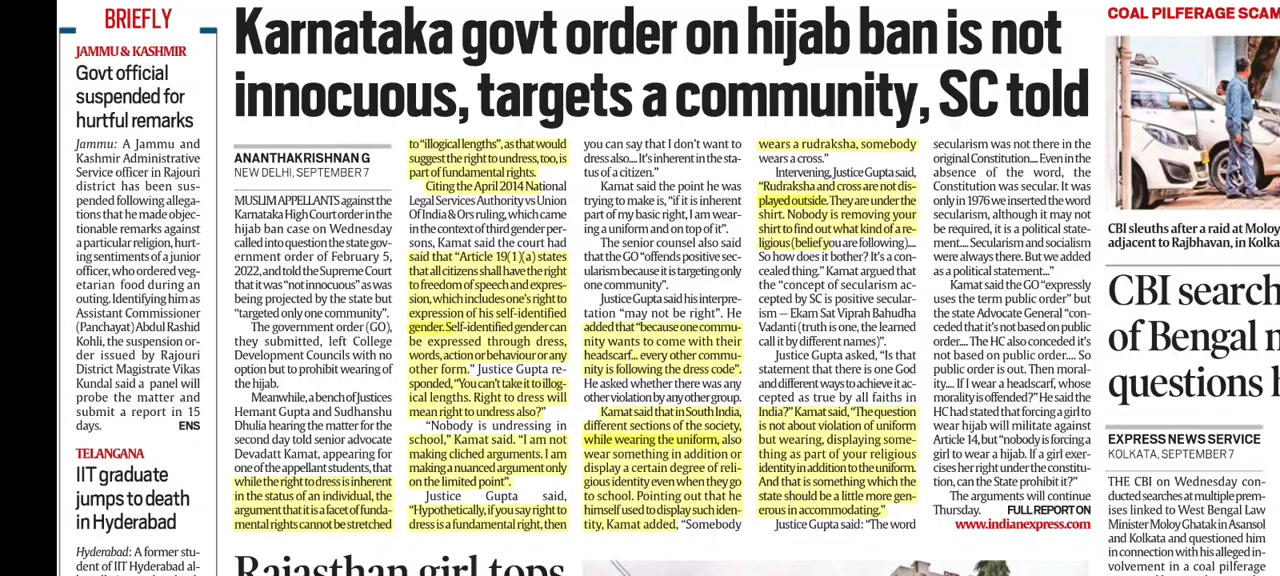 BRIEFLY
JAMMU & KASHMIR
Govt official
suspended for
hurtful remarks
Jammu: A Jammu and
Kashmir Administrative
Service officer in Rajouri
district has been sus-
pended following allega-
tions that he made objec-
tionable remarks against
a particular religion, hurt-
ing sentiments of a junior
officer, who ordered veg-
etarian food during an
outing. Identifying him as
Assistant Commissioner
(Panchayat) Abdul Rashid
Kohli, the suspension or-
der issued by Rajouri
District Magistrate Vikas
Kundal said a panel will
probe the matter and
submit a report in 15
days. ENS
TELANGANA
IIT graduate
jumps to death
in Hyderabad
Hyderabad: A former stu-
dent of IIT Hyderabad al-
Karnataka govt order on hijab ban is not
innocuous, targets a community, SC told
ANANTHAKRISHNAN G
NEW DELHI, SEPTEMBER 7
MUSLIM APPELLANTS against the
Karnataka High Court order in the
hijab ban case on Wednesday
called into question the state gov-
ernment order of February 5,
2022, and told the Supreme Court
that it was "not innocuous" as was
being projected by the state but
"targeted only one community".
The government order (GO),
they submitted, left College
Development Councils with no
option but to prohibit wearing of
the hijab.
Meanwhile, a bench of Justices
Hemant Gupta and Sudhanshu
Dhulia hearing the matter for the
second day told senior advocate
Devadatt Kamat, appearing for
one of the appellant students, that
while the right to dress is inherent
in the status of an individual, the
argument that it is a facet of funda-
mental rights cannot be stretched
to "illogical lengths", as that would
suggest the right to undress, too, is
part of fundamental rights.
Citing the April 2014 National
Legal Services Authority vs Union
Of India & Ors ruling, which came
in the context of third gender per-
sons, Kamat said the court had
said that "Article 19(1)(a) states
that all citizens shall have the right
to freedom of speech and expres-
sion, which includes one's right to
expression of his self-identified
gender. Self-identified gender can
be expressed through dress,
words, action or behaviour or any
other form." Justice Gupta re-
sponded, "You can't take it to illog-
ical lengths. Right to dress will
mean right to undress also?"
"Nobody is undressing in
school," Kamat said. "I am not
making cliched arguments. I am
making a nuanced argument only
on the limited point".
Justice Gupta said,
"Hypothetically, if you say right to
dress is a fundamental right, then
you can say that I don't want to
dress also.... It's inherent in the sta-
tus of a citizen."
Kamat said the point he was
trying to make is, "if it is inherent
part of my basic right, I am wear-
ing a uniform and on top of it".
The senior counsel also said
that the GO "offends positive sec-
ularism because it is targeting only
one community".
Justice Gupta said his interpre-
tation "may not be right". He
added that "because one commu-
nity wants to come with their
headscarf... every other commu-
nity is following the dress code".
He asked whether there was any
other violation by any other group.
Kamat said that in South India,
different sections of the society,
while wearing the uniform, also
wear something in addition or
display a certain degree of reli-
gious identity even when they go
to school. Pointing out that he
himself used to display such iden-
tity, Kamat added, "Somebody
wears a rudraksha, somebody
wears a cross."
Intervening, Justice Gupta said,
"Rudraksha and cross are not dis-
played outside. They are under the
shirt. Nobody is removing your
shirt to find out what kind of a re-
ligious (belief you are following)....
So how does it bother? It's a con-
cealed thing." Kamat argued that
the "concept of secularism ac-
cepted by SC is positive secular-
ism — Ekam Sat Viprah Bahudha
Vadanti (truth is one, the learned
call it by different names)".
Justice Gupta asked, "Is that
statement that there is one God
and different ways to achieve it ac-
cepted as true by all faiths in
India?" Kamat said, "The question
is not about violation of uniform
but wearing, displaying some-
thing as part of your religious
identity in addition to the uniform.
And that is something which the
state should be a little more gen-
erous in accommodating."
Justice Gupta said: "The word
secularism was not there in the
original Constitution.... Even in the
absence of the word, the
Constitution was secular. It was
only in 1976 we inserted the word
secularism, although it may not
be required, it is a political state-
ment.... Secularism and socialism
were always there. But we added
as a political statement..."
Kamat said the GO "expressly
uses the term public order" but
the state Advocate General "con-
ceded that it's not based on public
order.... The HC also conceded it's
not based on public order.... So
public order is out. Then moral-
ity.... If I wear a headscarf, whose
morality is offended?" He said the
HC had stated that forcing a girl to
wear hijab will militate against
Article 14, but "nobody is forcing a
girl to wear a hijab. If a girl exer-
cises her right under the constitu-
tion, can the State prohibit it?"
The arguments will continue
Thursday. FULL REPORT ON
www.indianexpress.com
Rajasthan girl tops
COAL PILFERAGE SCAM
CBI sleuths after a raid at Moloy
adjacent to Rajbhavan, in Kolka
CBI search
of Bengal m
questions h
EXPRESS NEWS SERVICE
KOLKATA, SEPTEMBER 7
THE CBI on Wednesday con-
ducted searches at multiple prem-
ises linked to West Bengal Law
Minister Moloy Ghatak in Asansol
and Kolkata and questioned him
in connection with his alleged in-
volvement in a coal pilferage